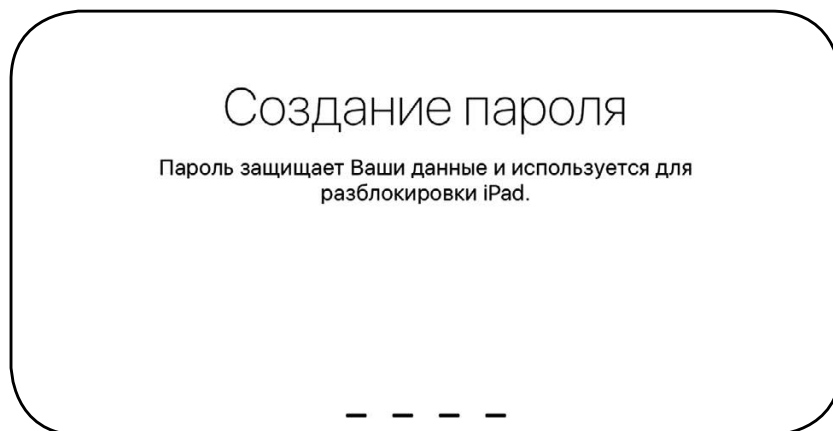 Создание пароля
Пароль защищает Ваши данные и используется для
разблокировки iPad.